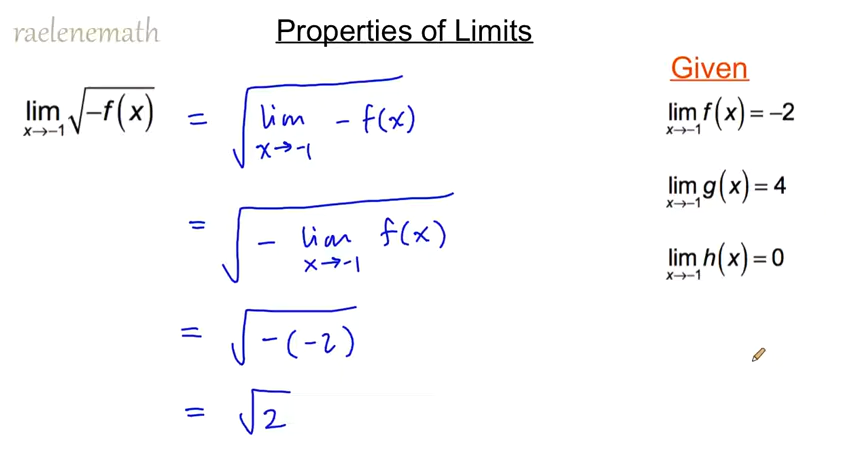 raelenemath
Properties of Limits
lim x→-1 √(-f(x)) = √(lim x→-1 - f(x))
= √(- lim x→-1 f(x))
= √(-(-2))
= √2
Given
lim x→-1 f(x) = -2
lim x→-1 g(x) = 4
lim x→-1 h(x) = 0